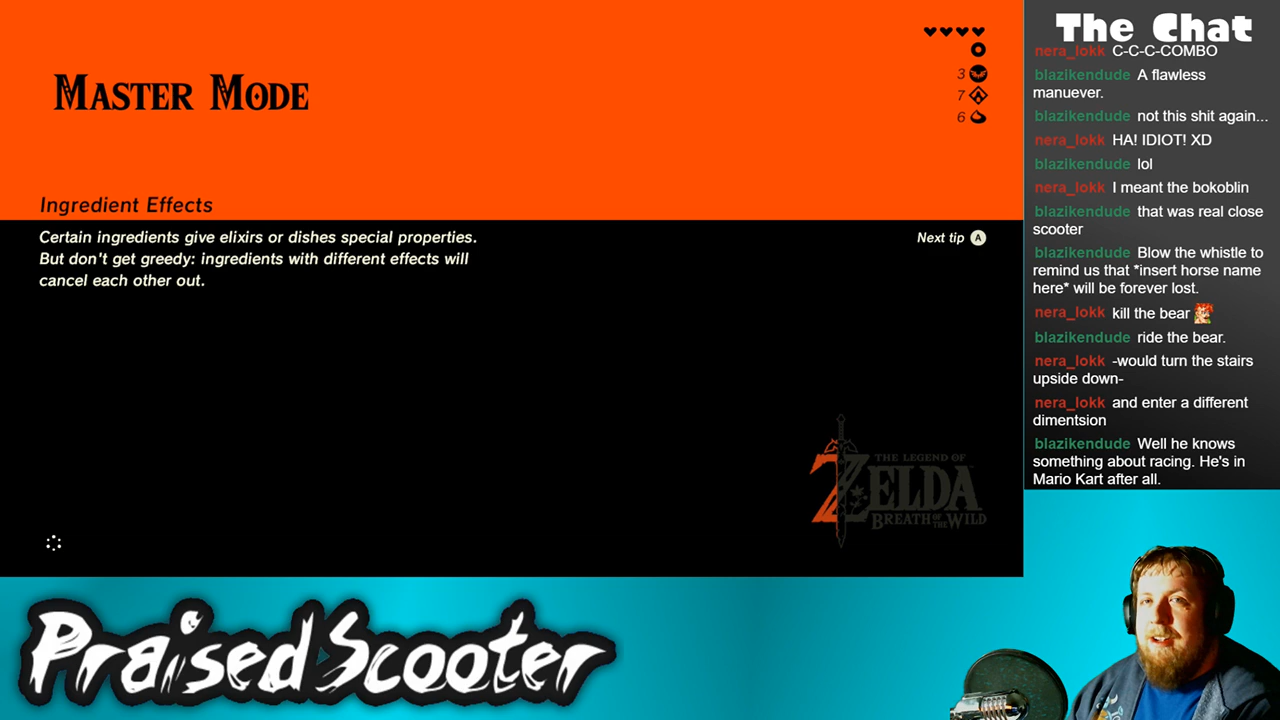 Master Mode
3
7
6
Ingredient Effects
Certain ingredients give elixirs or dishes special properties.
But don't get greedy: ingredients with different effects will
cancel each other out.
Next tip A
THE LEGEND OF
ZELDA
BREATH OF THE WILD
The Chat
nera_lokk C-C-C-COMBO
blazikendude A flawless
manuever.
blazikendude not this shit again...
nera_lokk HA! IDIOT! XD
blazikendude lol
nera_lokk I meant the bokoblin
blazikendude that was real close
scooter
blazikendude Blow the whistle to
remind us that *insert horse name
here* will be forever lost.
nera_lokk kill the bear
blazikendude ride the bear.
nera_lokk -would turn the stairs
upside down-
nera_lokk and enter a different
dimentsion
blazikendude Well he knows
something about racing. He's in
Mario Kart after all.
PraisedScooter